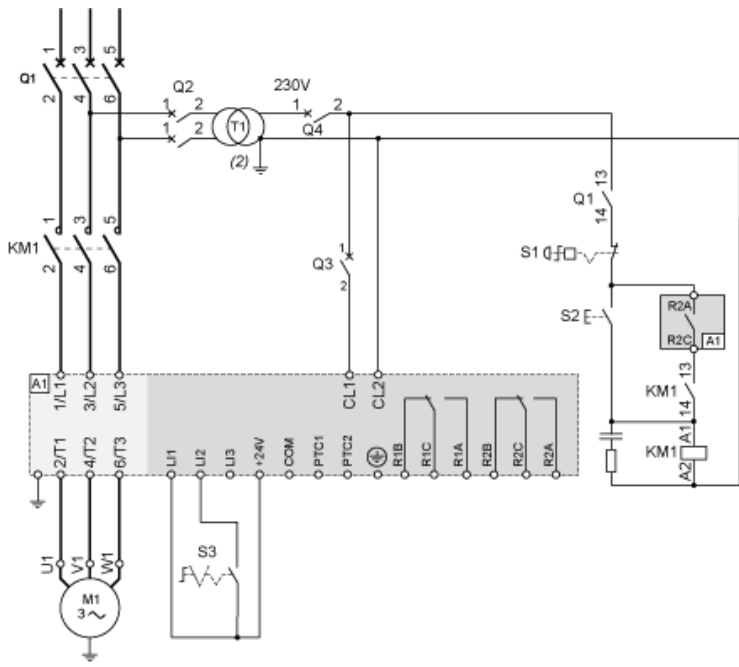 1 3 5
Q1
2 4 6
Q2
1 2
1 2
T1
(2)
230V
1 2
Q4
Q1
13
14
S1
S2
R2A
R2C
A1
KM1
13
14
A1
KM1
A2
1 3 5
KM1
2 4 6
1
Q3
2
A1
1/L1 3/L2 5/L3
CL1 CL2
2/T1 4/T2 6/T3
LI1 LI2 LI3 +24V COM PTC1 PTC2 R1B R1C R1A R2B R2C R2A
S3
U1 V1 W1
M1
3